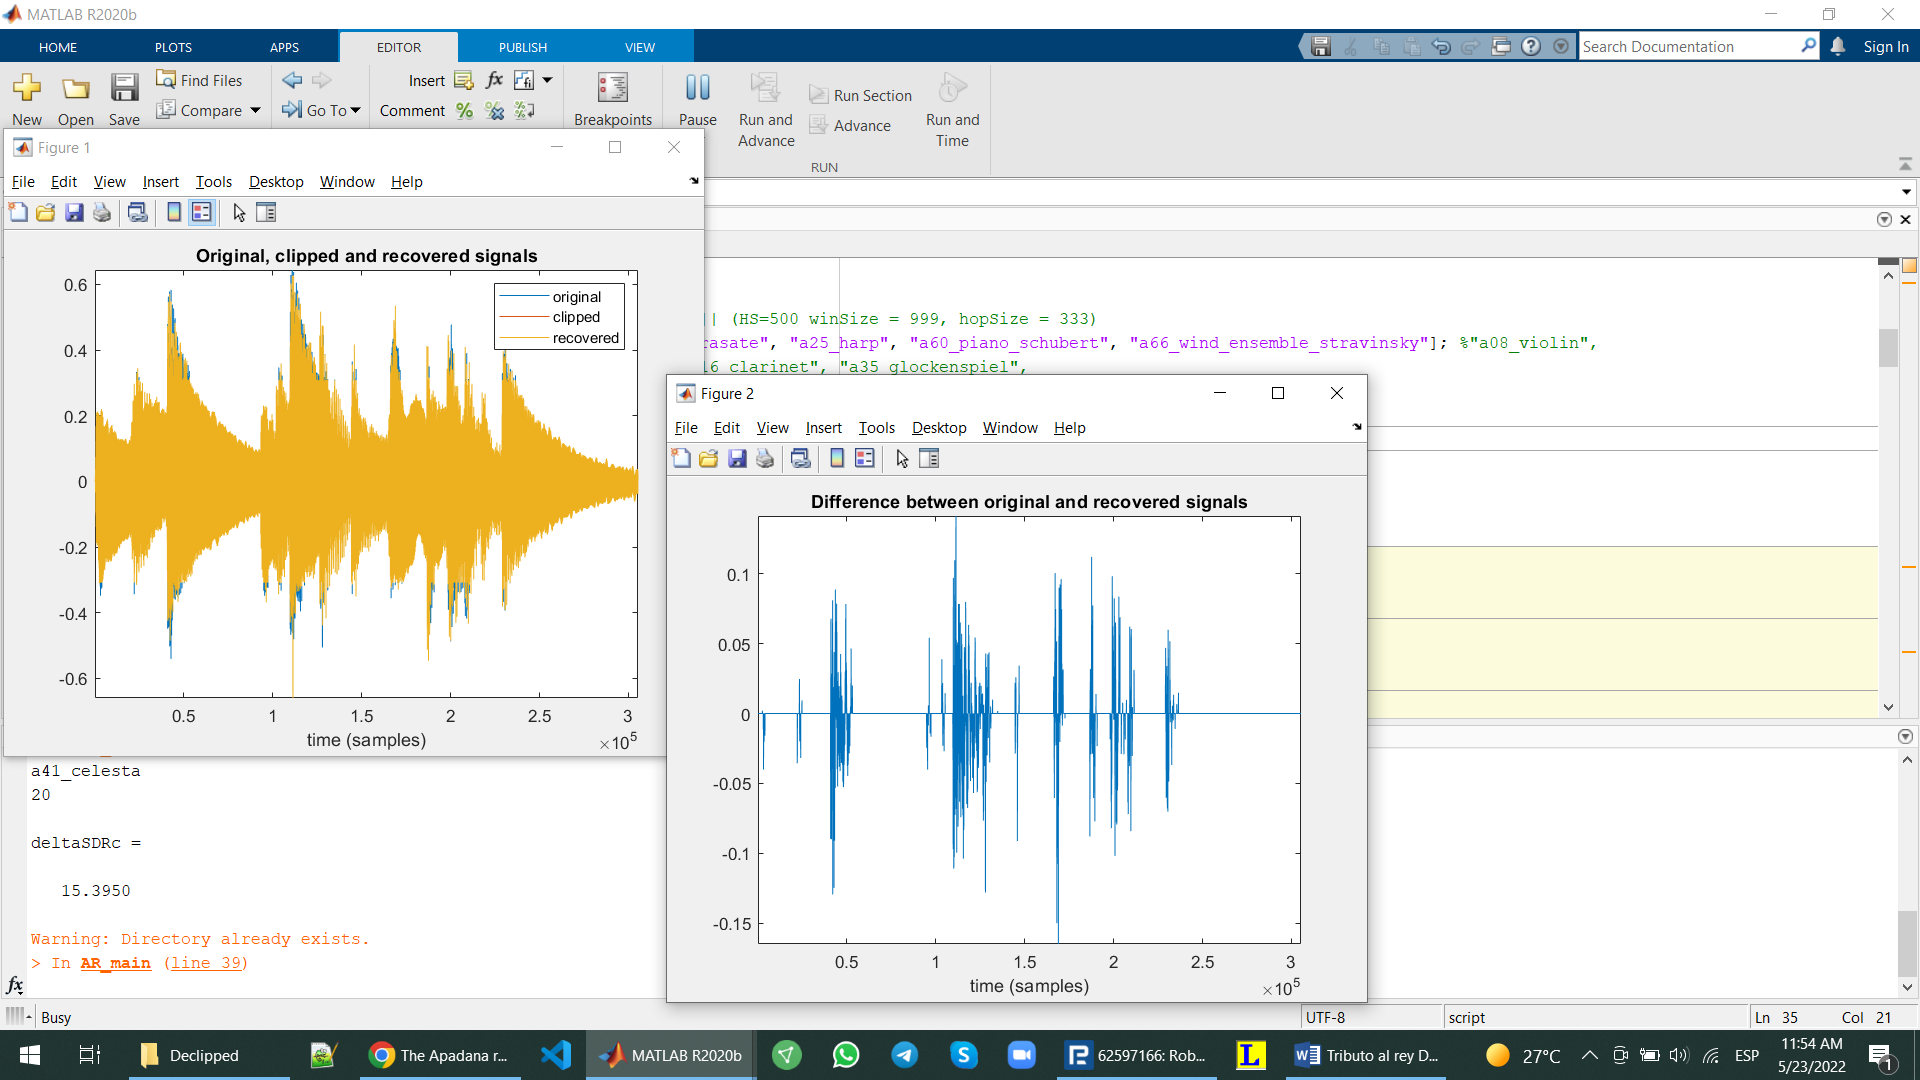 MATLAB R2020b
HOME PLOTS APPS EDITOR PUBLISH VIEW
Search Documentation
Sign In
New Open Save
Find Files
Compare
Go To
Insert
Comment
Breakpoints
Pause
Run and Advance
Run Section
Advance
Run and Time
RUN
Figure 1
File Edit View Insert Tools Desktop Window Help
Original, clipped and recovered signals
original
clipped
recovered
0.6
0.4
0.2
0
-0.2
-0.4
-0.6
0.5 1 1.5 2 2.5 3
×10^5
time (samples)
(HS=500 winSize = 999, hopSize = 333)
rasate", "a25_harp", "a60_piano_schubert", "a66_wind_ensemble_stravinsky"]; %"a08_violin",
clarinet", "a35_glockenspiel",
Figure 2
File Edit View Insert Tools Desktop Window Help
Difference between original and recovered signals
0.1
0.05
0
-0.05
-0.1
-0.15
0.5 1 1.5 2 2.5 3
×10^5
time (samples)
a41_celesta
20
deltaSDRc =
15.3950
Warning: Directory already exists.
> In AR_main (line 39)
fx
Busy
UTF-8
script
Ln 35 Col 21
Declipped
The Apadana r...
MATLAB R2020b
62597166: Rob...
Tributo al rey D...
27°C
ESP
11:54 AM
5/23/2022
1